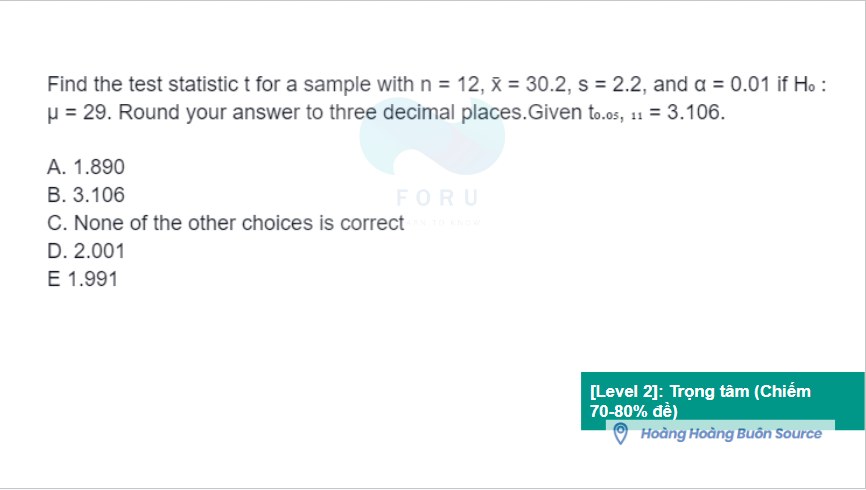 Find the test statistic t for a sample with n = 12, x̄ = 30.2, s = 2.2, and α = 0.01 if H₀ :
μ = 29. Round your answer to three decimal places.Given t₀.₀₅, ₁₁ = 3.106.
A. 1.890
B. 3.106
C. None of the other choices is correct
D. 2.001
E 1.991
FORU
[Level 2]: Trọng tâm (Chiếm
70-80% đề)
Hoàng Hoàng Buôn Source